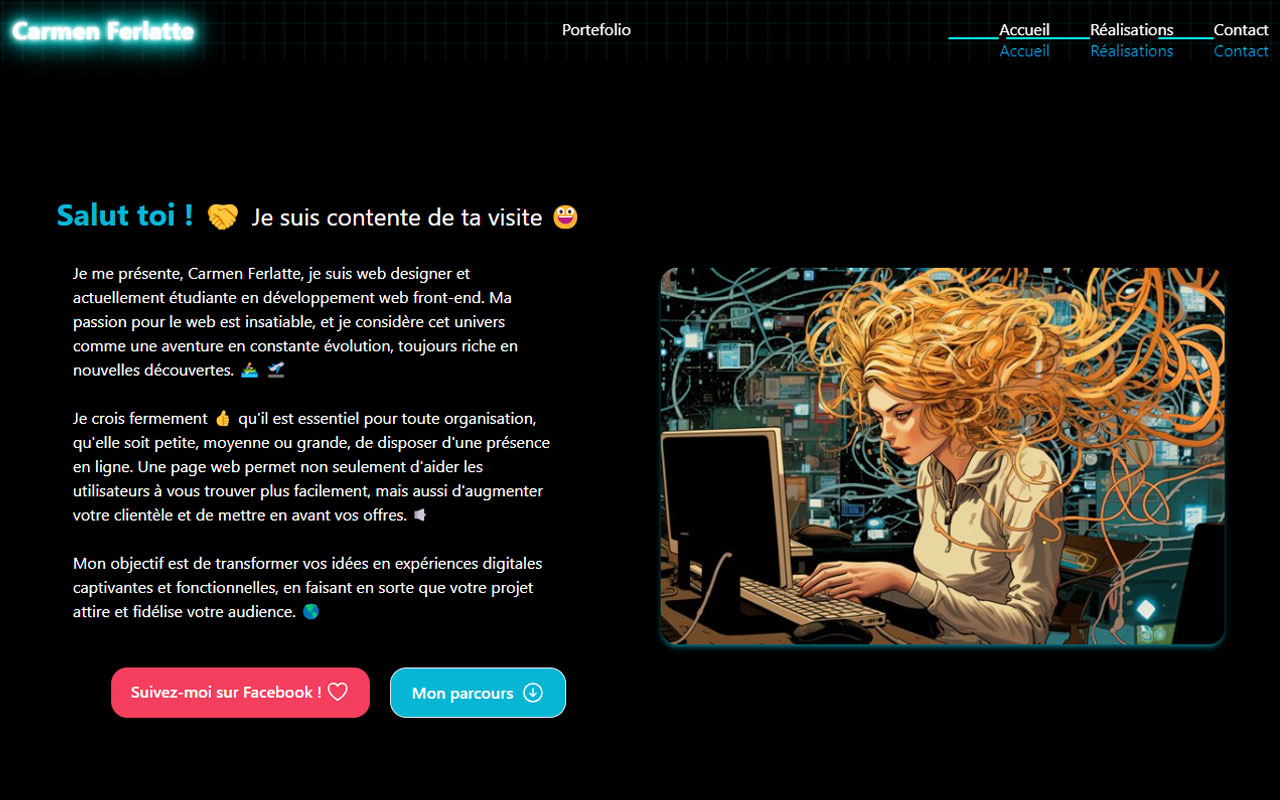 Carmen Ferlatte
Portefolio
Accueil Réalisations Contact
Accueil Réalisations Contact
Salut toi ! 🤝 Je suis contente de ta visite 😃
Je me présente, Carmen Ferlatte, je suis web designer et
actuellement étudiante en développement web front-end. Ma
passion pour le web est insatiable, et je considère cet univers
comme une aventure en constante évolution, toujours riche en
nouvelles découvertes.
Je crois fermement 👍 qu'il est essentiel pour toute organisation,
qu'elle soit petite, moyenne ou grande, de disposer d'une présence
en ligne. Une page web permet non seulement d'aider les
utilisateurs à vous trouver plus facilement, mais aussi d'augmenter
votre clientèle et de mettre en avant vos offres.
Mon objectif est de transformer vos idées en expériences digitales
captivantes et fonctionnelles, en faisant en sorte que votre projet
attire et fidélise votre audience. 🌎
Suivez-moi sur Facebook !
Mon parcours